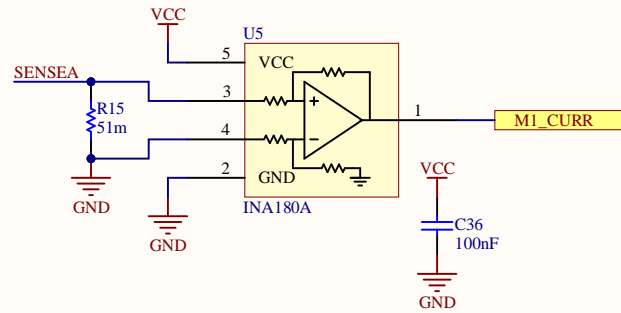 VCC
U5
5
VCC
SENSEA
3
+
R15
51m
1
M1_CURR
4
-
2
GND
VCC
GND
INA180A
C36
100nF
GND
GND